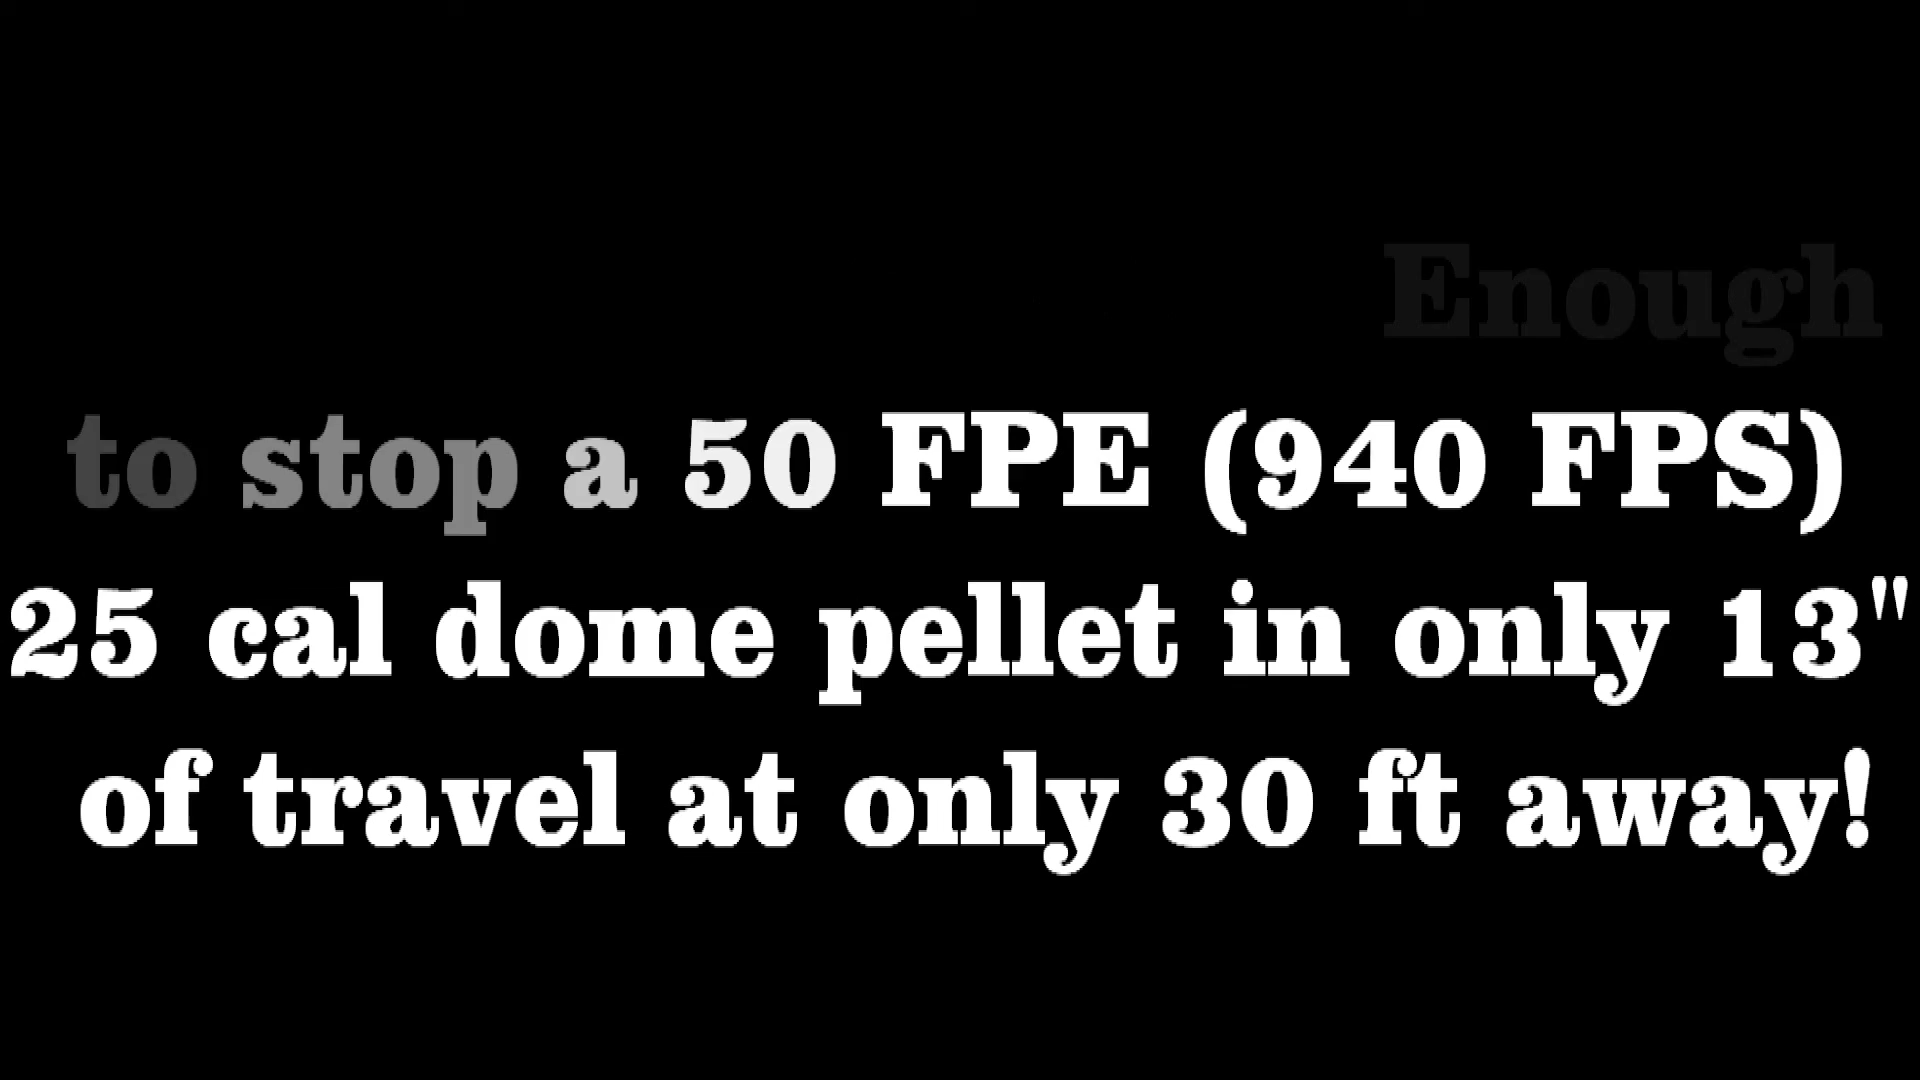 Enough
to stop a 50 FPE (940 FPS)
25 cal dome pellet in only 13"
of travel at only 30 ft away!